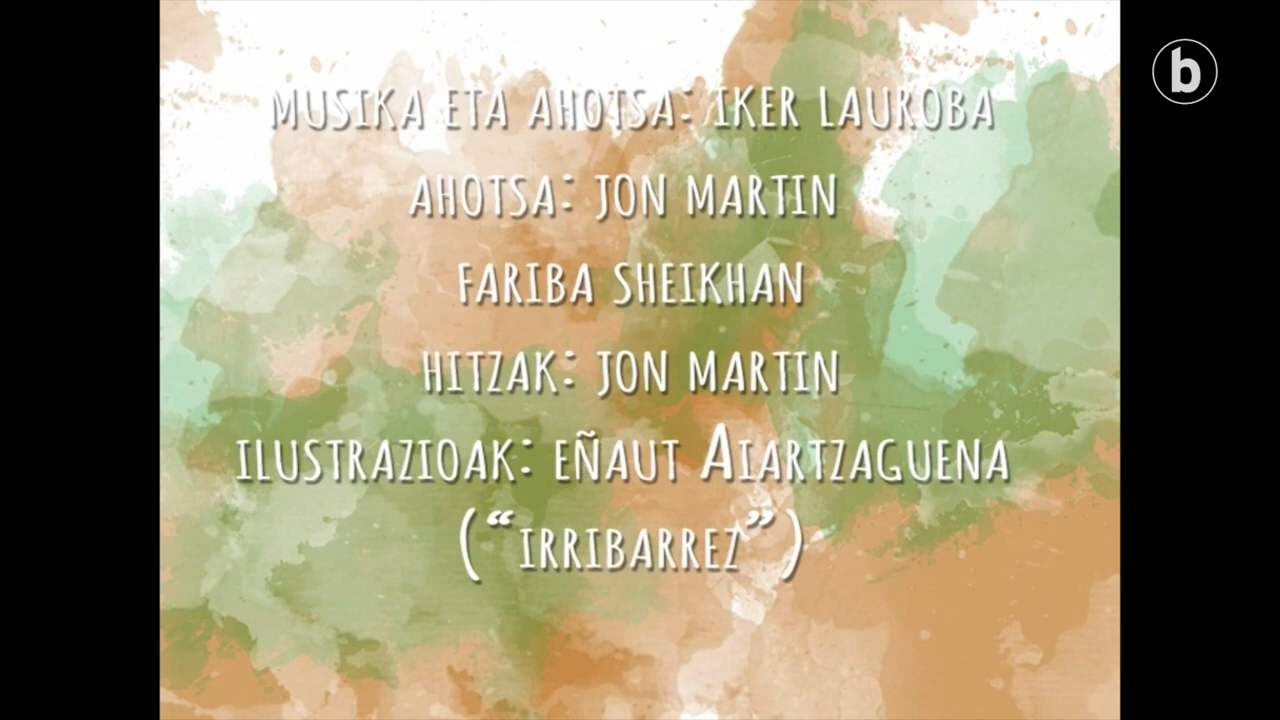 MUSIKA ETA AHOTSA: IKER LAUROBA
AHOTSA: JON MARTIN
FARIBA SHEIKHAN
HITZAK: JON MARTIN
ILUSTRAZIOAK: EÑAUT AIARTZAGUENA
(“IRRIBARREZ”)
b